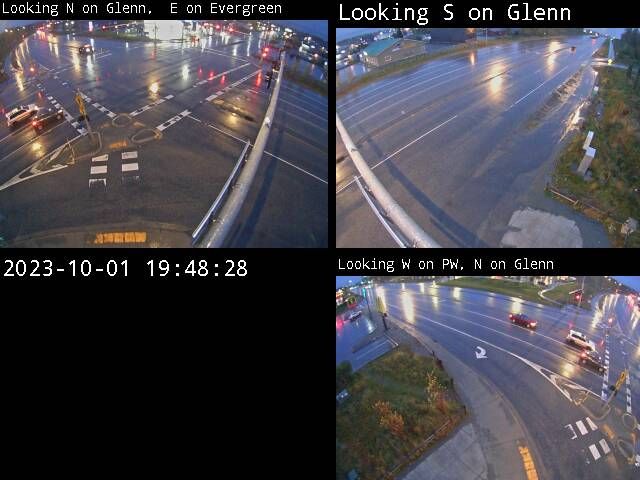 Looking N on Glenn,  E on Evergreen
Looking S on Glenn
2023-10-01 19:48:28
Looking W on PW, N on Glenn